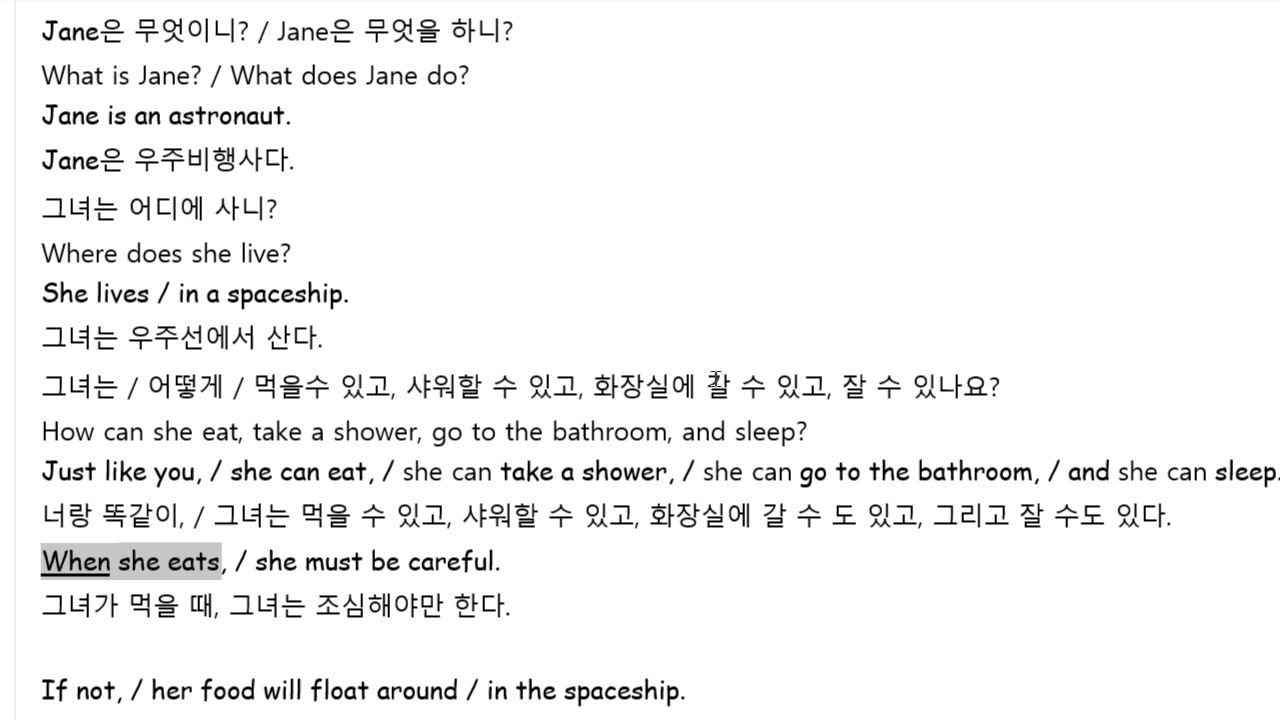 Jane은 무엇이니? / Jane은 무엇을 하니?
What is Jane? / What does Jane do?
Jane is an astronaut.
Jane은 우주비행사다.
그녀는 어디에 사니?
Where does she live?
She lives / in a spaceship.
그녀는 우주선에서 산다.
그녀는 / 어떻게 / 먹을수 있고, 샤워할 수 있고, 화장실에 갈 수 있고, 잘 수 있나요?
How can she eat, take a shower, go to the bathroom, and sleep?
Just like you, / she can eat, / she can take a shower, / she can go to the bathroom, / and she can sleep.
너랑 똑같이, / 그녀는 먹을 수 있고, 샤워할 수 있고, 화장실에 갈 수 도 있고, 그리고 잘 수도 있다.
When she eats, / she must be careful.
그녀가 먹을 때, 그녀는 조심해야만 한다.
If not, / her food will float around / in the spaceship.